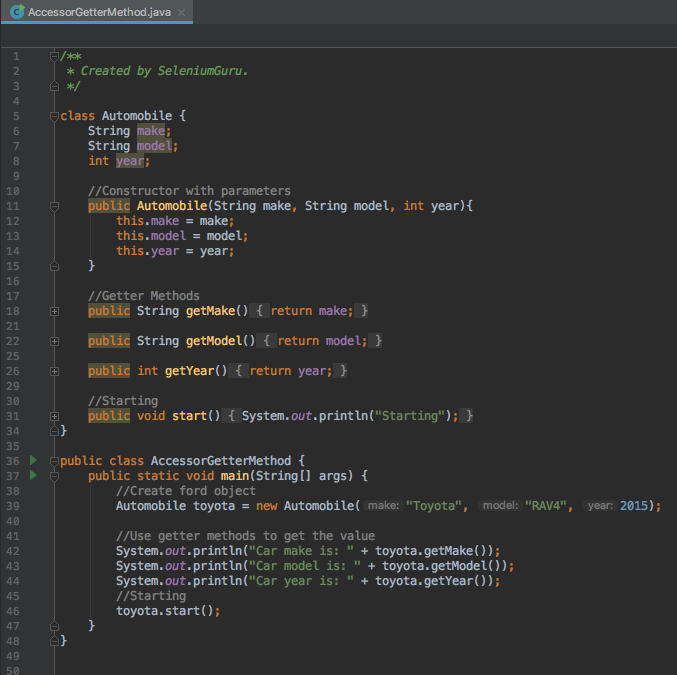 AccessorGetterMethod.java
1 /**
2  * Created by SeleniumGuru.
3  */
4
5 class Automobile {
6     String make;
7     String model;
8     int year;
9
10     //Constructor with parameters
11     public Automobile(String make, String model, int year){
12         this.make = make;
13         this.model = model;
14         this.year = year;
15     }
16
17     //Getter Methods
18     public String getMake() { return make; }
21
22     public String getModel() { return model; }
25
26     public int getYear() { return year; }
29
30     //Starting
31     public void start() { System.out.println("Starting"); }
34 }
35
36 public class AccessorGetterMethod {
37     public static void main(String[] args) {
38         //Create ford object
39         Automobile toyota = new Automobile( make: "Toyota", model: "RAV4", year: 2015);
40
41         //Use getter methods to get the value
42         System.out.println("Car make is: " + toyota.getMake());
43         System.out.println("Car model is: " + toyota.getModel());
44         System.out.println("Car year is: " + toyota.getYear());
45         //Starting
46         toyota.start();
47     }
48 }
49
50